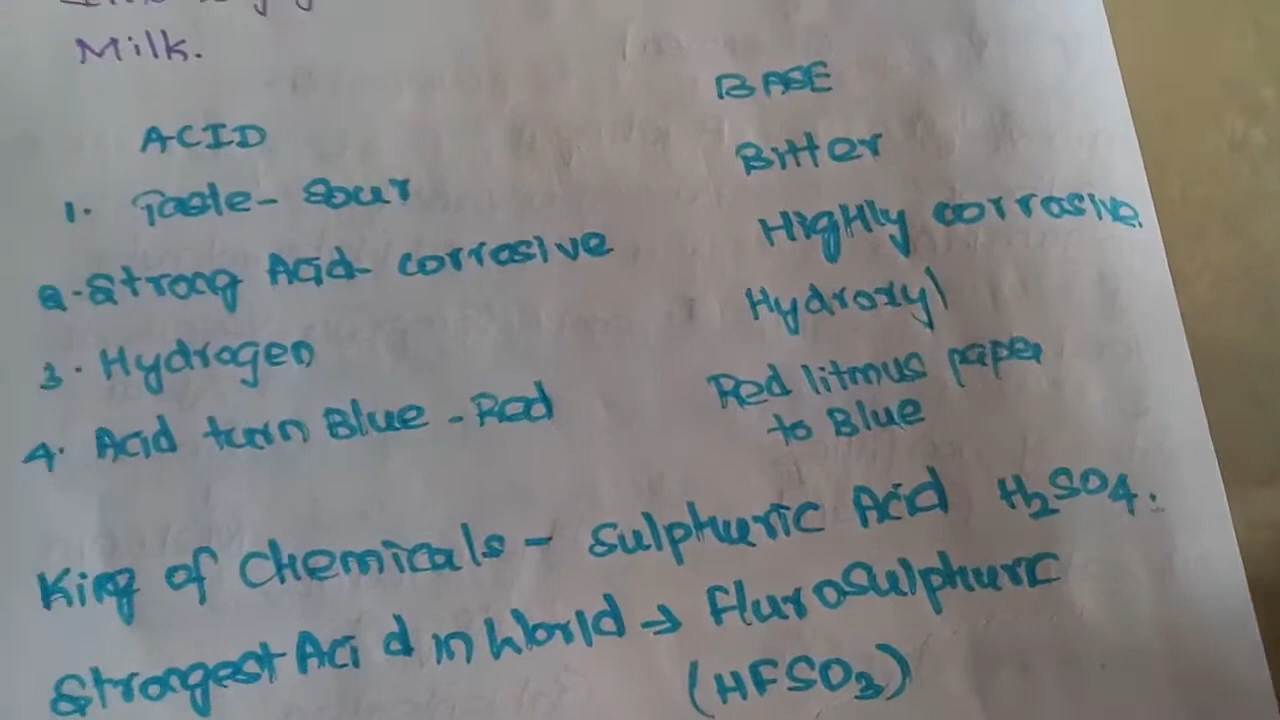 Milk.
ACID BASE
1. Taste- Sour Bitter
2. Strong Acid- corrosive Highly corrosive.
3. Hydrogen Hydroxyl
4. Acid turn Blue - Red Red litmus paper
to Blue
King of Chemicals - Sulphuric Acid H₂SO4.
Strongest Acid in World → FluroSulphuric
(HFSO₃)